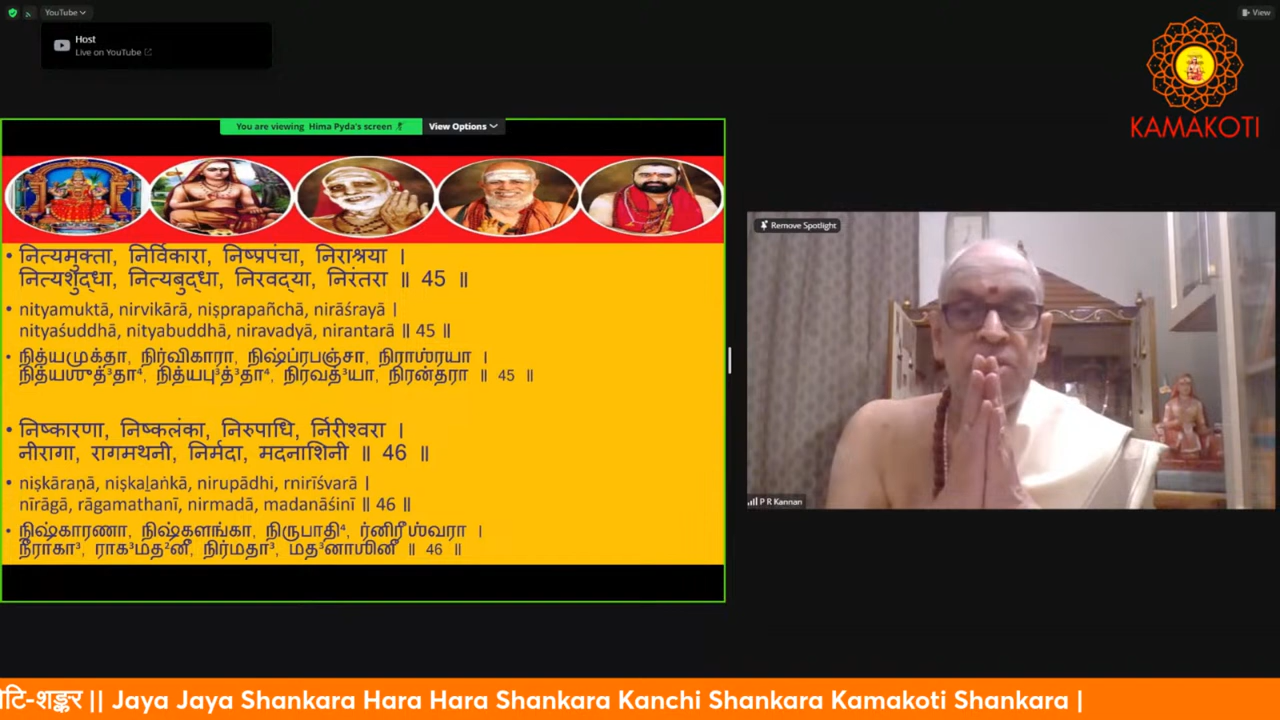 YouTube
View
Host
Live on YouTube
KAMAKOTI
You are viewing Hima Pyda's screen
View Options
• नित्यमुक्ता, निर्विकारा, निष्प्रपंचा, निराश्रया ।
नित्यशुद्धा, नित्यबुद्धा, निरवद्या, निरंतरा ॥ 45 ॥
• nityamuktā, nirvikārā, niṣprapañchā, nirāśrayā |
nityaśuddhā, nityabuddhā, niravadyā, nirantarā ‖ 45 ‖
• நித்யமுக்தா, நிர்விகாரா, நிஷ்ப்ரபஞ்சா, நிராஶ்ரயா ।
நித்யஶுத்³தா⁴, நித்யபு³த்³தா⁴, நிரவத்³யா, நிரன்தரா ॥ 45 ॥
• निष्कारणा, निष्कलंका, निरुपाधि, र्निरीश्वरा ।
नीरागा, रागमथनी, निर्मदा, मदनाशिनी ॥ 46 ॥
• niṣkāraṇā, niṣkaḻaṅkā, nirupādhi, rnirīśvarā |
nīrāgā, rāgamathanī, nirmadā, madanāśinī ‖ 46 ‖
• நிஷ்காரணா, நிஷ்களங்கா, நிருபாதி⁴, ர்னிரீஶ்வரா ।
நீராகா³, ராக³மத²னீ, நிர்மதா³, மத³னாஶினீ ॥ 46 ॥
Remove Spotlight
P R Kannan
टि-शङ्कर || Jaya Jaya Shankara Hara Hara Shankara Kanchi Shankara Kamakoti Shankara |